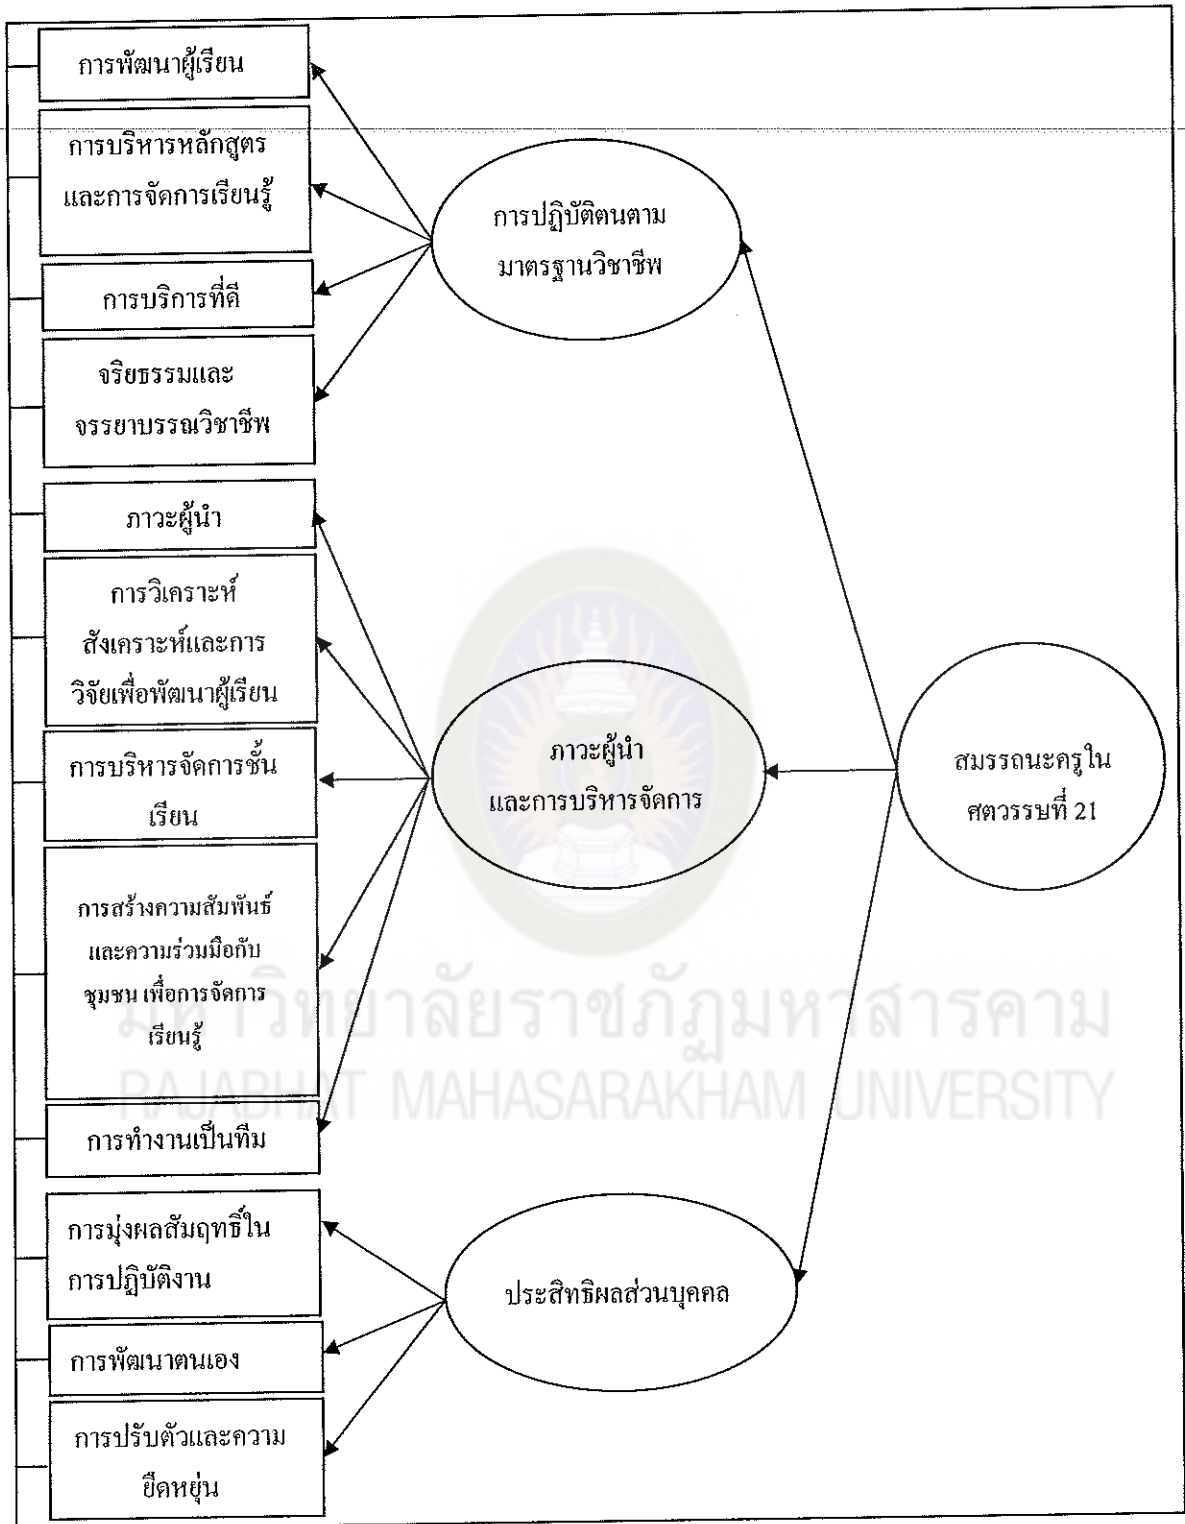 การพัฒนาผู้เรียน
การบริหารหลักสูตร
และการจัดการเรียนรู้
การบริการที่ดี
จริยธรรมและ
จรรยาบรรณวิชาชีพ
ภาวะผู้นำ
การวิเคราะห์
สังเคราะห์และการ
วิจัยเพื่อพัฒนาผู้เรียน
การบริหารจัดการชั้น
เรียน
การสร้างความสัมพันธ์
และความร่วมมือกับ
ชุมชน เพื่อการจัดการ
เรียนรู้
การทำงานเป็นทีม
การมุ่งผลสัมฤทธิ์ใน
การปฏิบัติงาน
การพัฒนาตนเอง
การปรับตัวและความ
ยืดหยุ่น
การปฏิบัติตนตาม
มาตรฐานวิชาชีพ
ภาวะผู้นำ
และการบริหารจัดการ
ประสิทธิผลส่วนบุคคล
สมรรถนะครูใน
ศตวรรษที่ 21
มหาวิทยาลัยราชภัฏมหาสารคาม
RAJABHAT MAHASARAKHAM UNIVERSITY